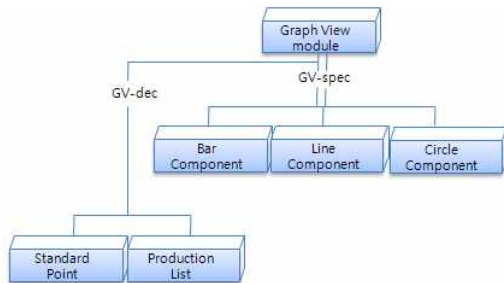 Graph View
module
GV-spec
GV-dec
Bar
Component
Line
Component
Circle
Component
Standard
Point
Production
List